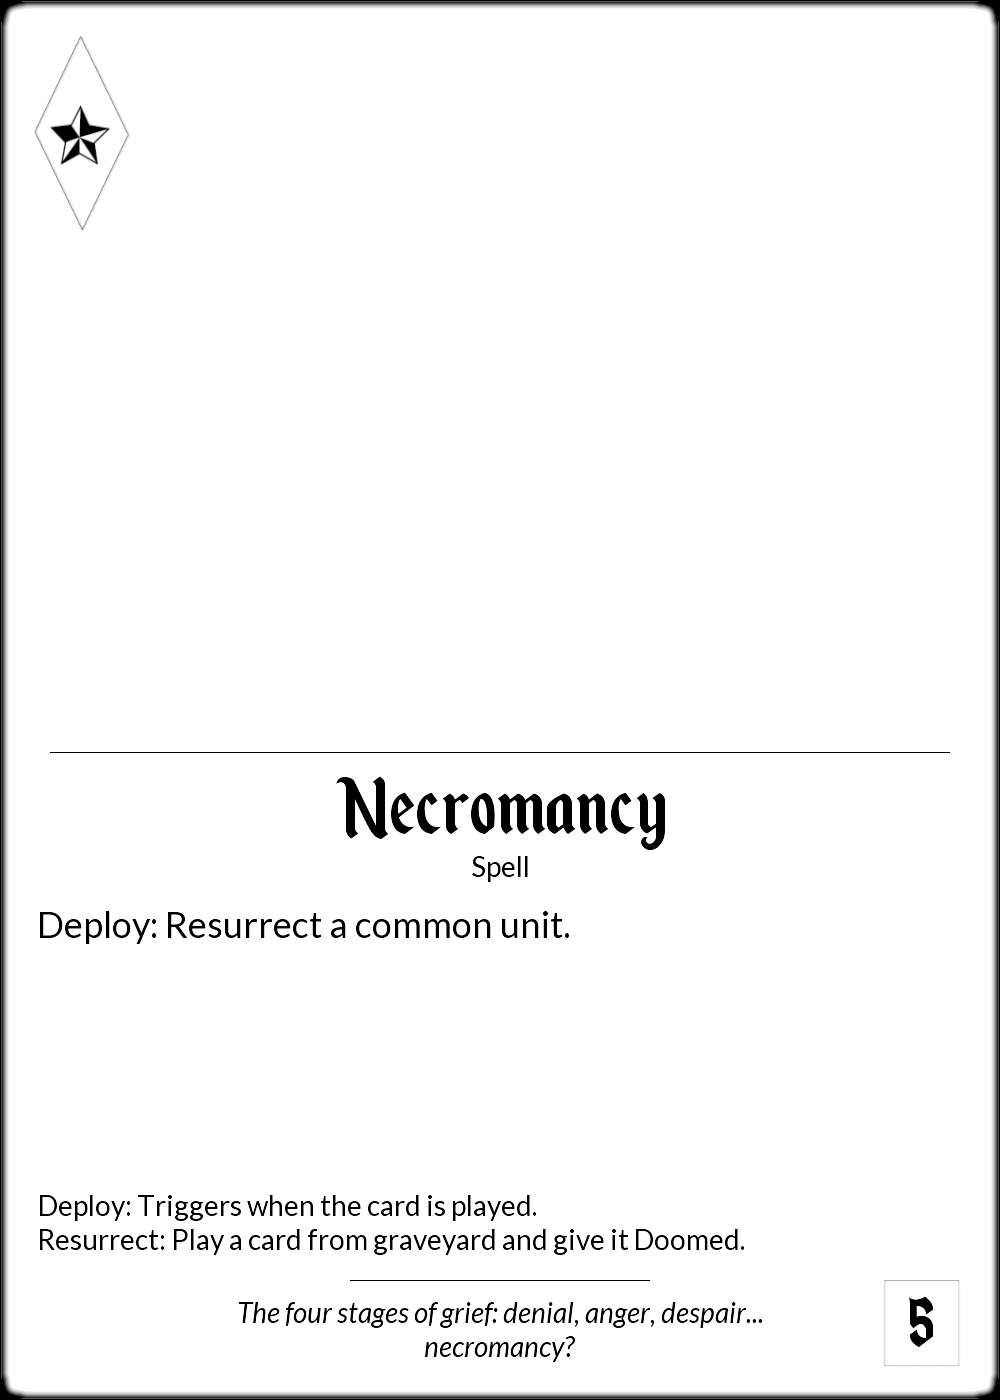 Necromancy
Spell
Deploy: Resurrect a common unit.
Deploy: Triggers when the card is played.
Resurrect: Play a card from graveyard and give it Doomed.
The four stages of grief: denial, anger, despair...
necromancy?
5